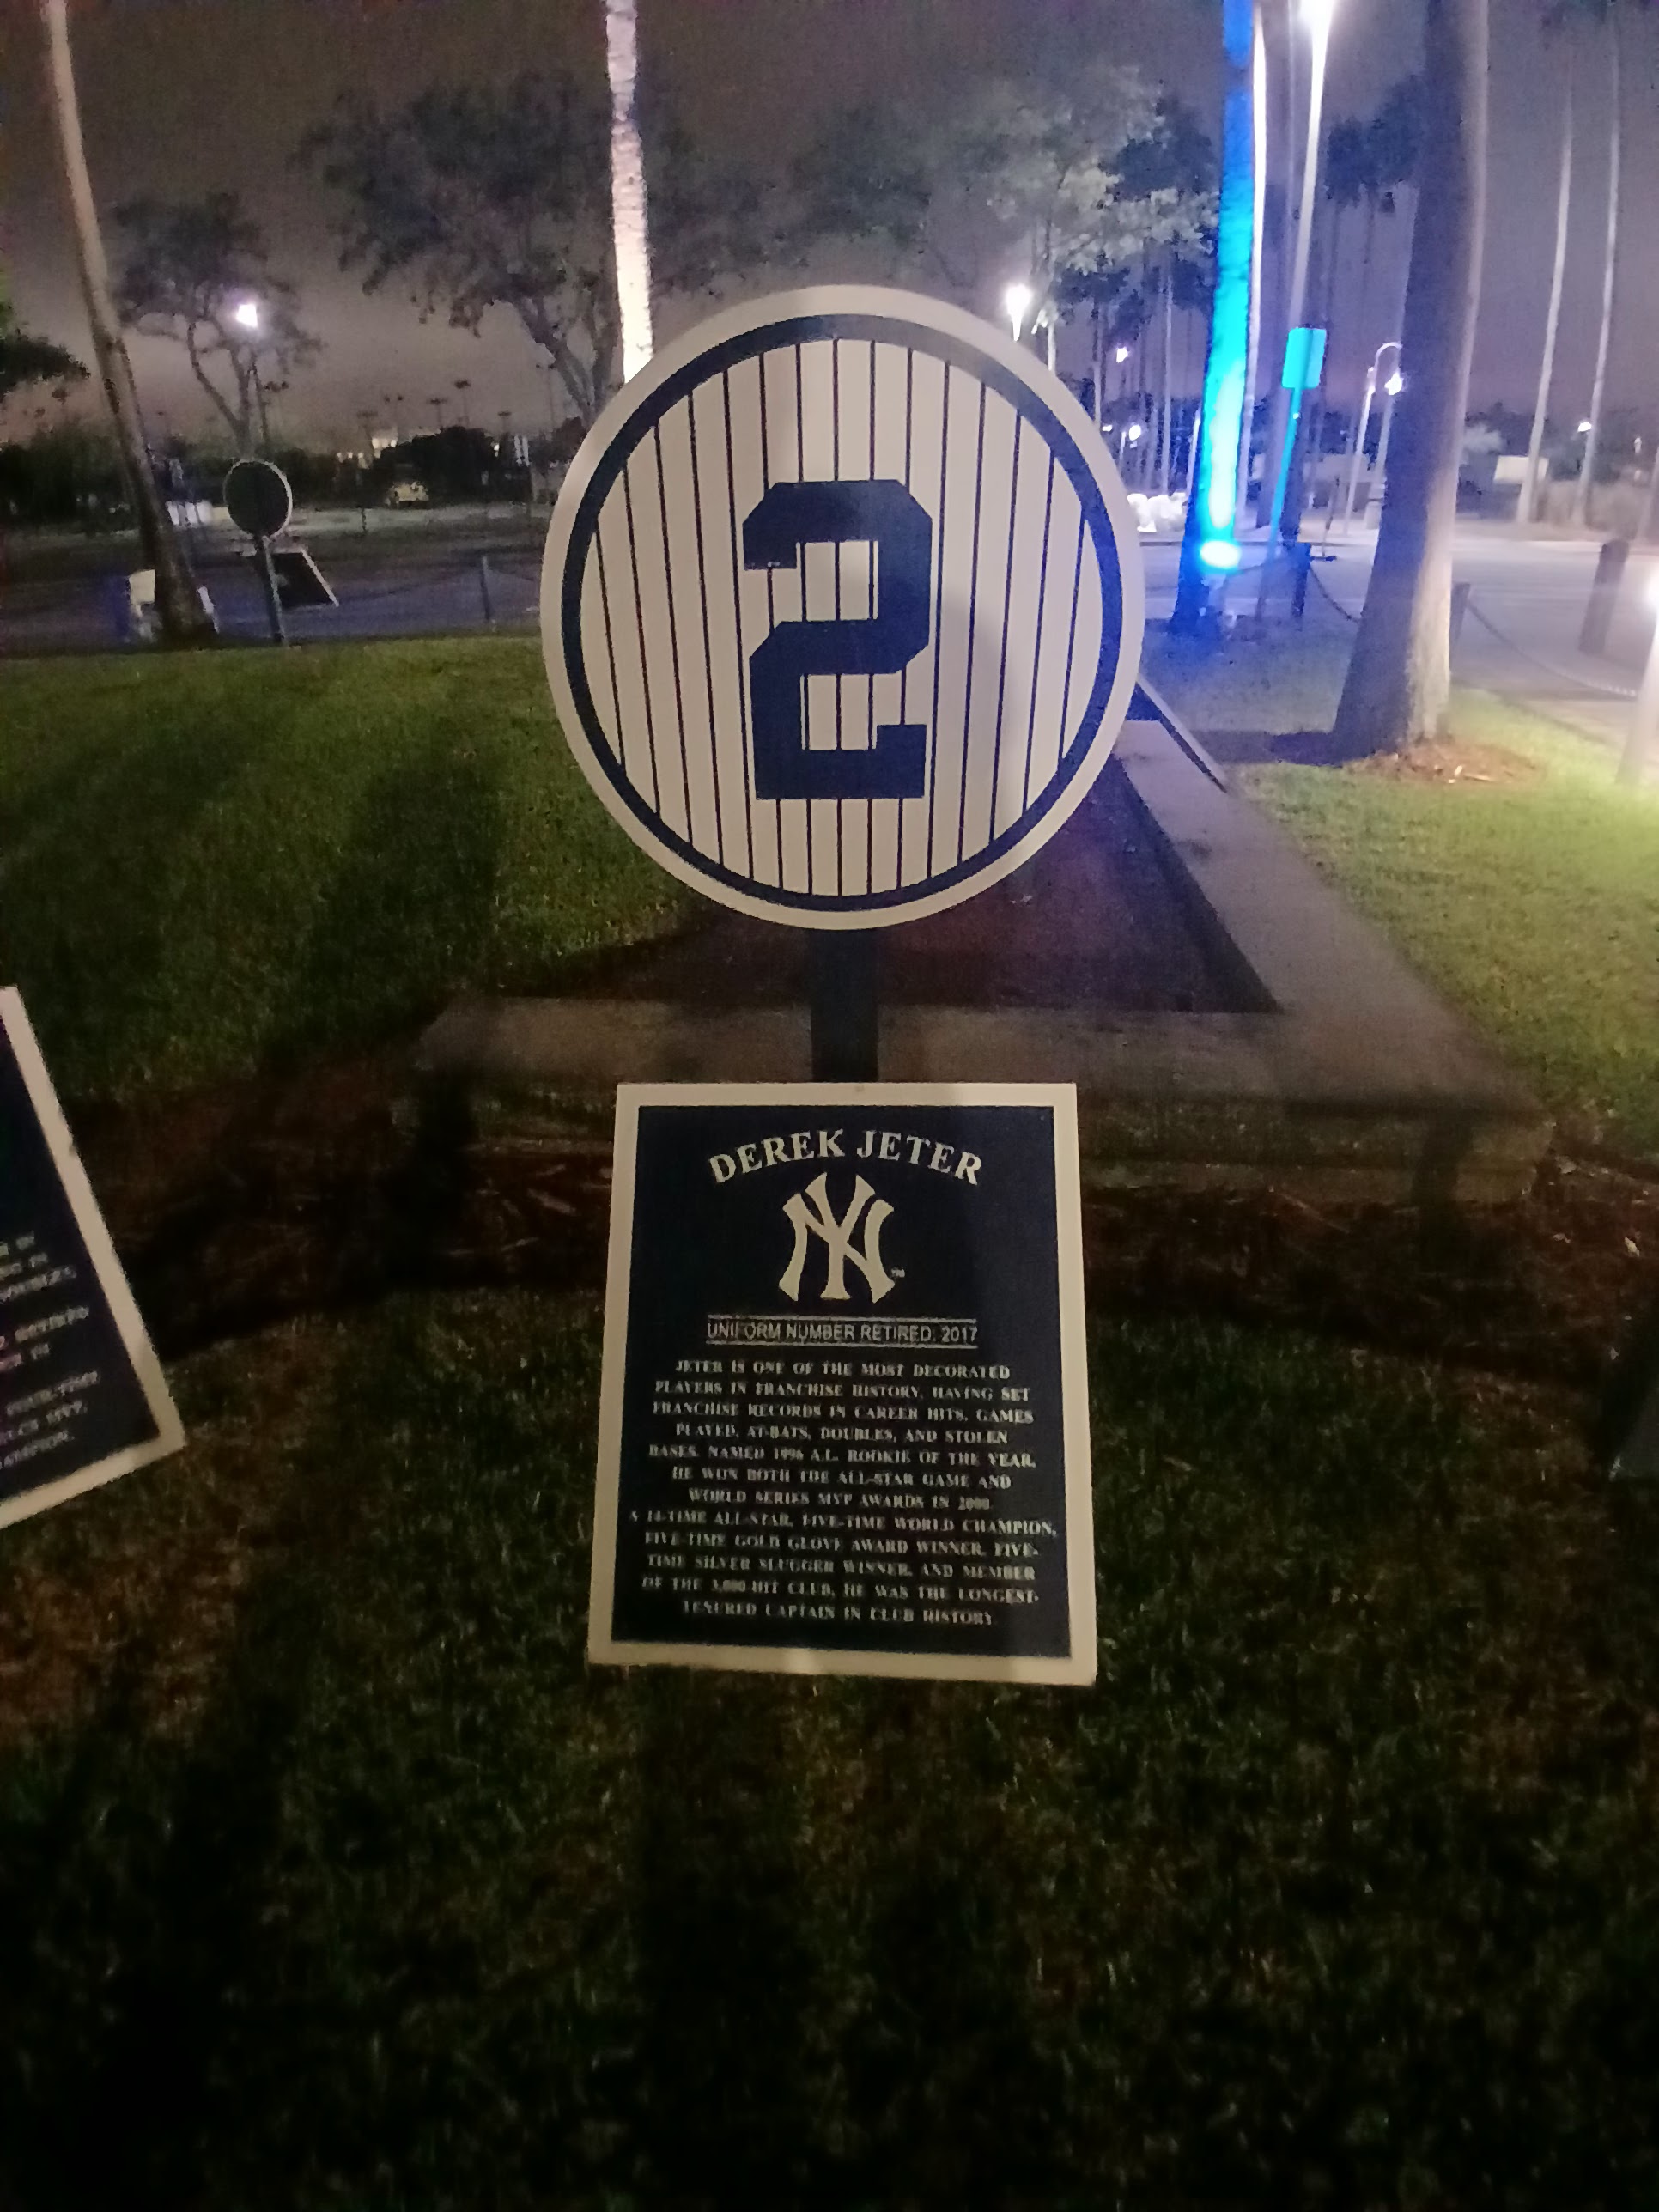 2
DEREK JETER
NY
UNIFORM NUMBER RETIRED: 2017
JETER IS ONE OF THE MOST DECORATED
PLAYERS IN FRANCHISE HISTORY, HAVING SET
FRANCHISE RECORDS IN CAREER HITS, GAMES
PLAYED, AT-BATS, DOUBLES, AND STOLEN
BASES. NAMED 1996 A.L. ROOKIE OF THE YEAR,
HE WON BOTH THE ALL-STAR GAME AND
WORLD SERIES MVP AWARDS IN 2000.
A 14-TIME ALL-STAR, FIVE-TIME WORLD CHAMPION,
FIVE-TIME GOLD GLOVE AWARD WINNER, FIVE-
TIME SILVER SLUGGER WINNER, AND MEMBER
OF THE 3,000-HIT CLUB, HE WAS THE LONGEST-
TENURED CAPTAIN IN CLUB HISTORY.